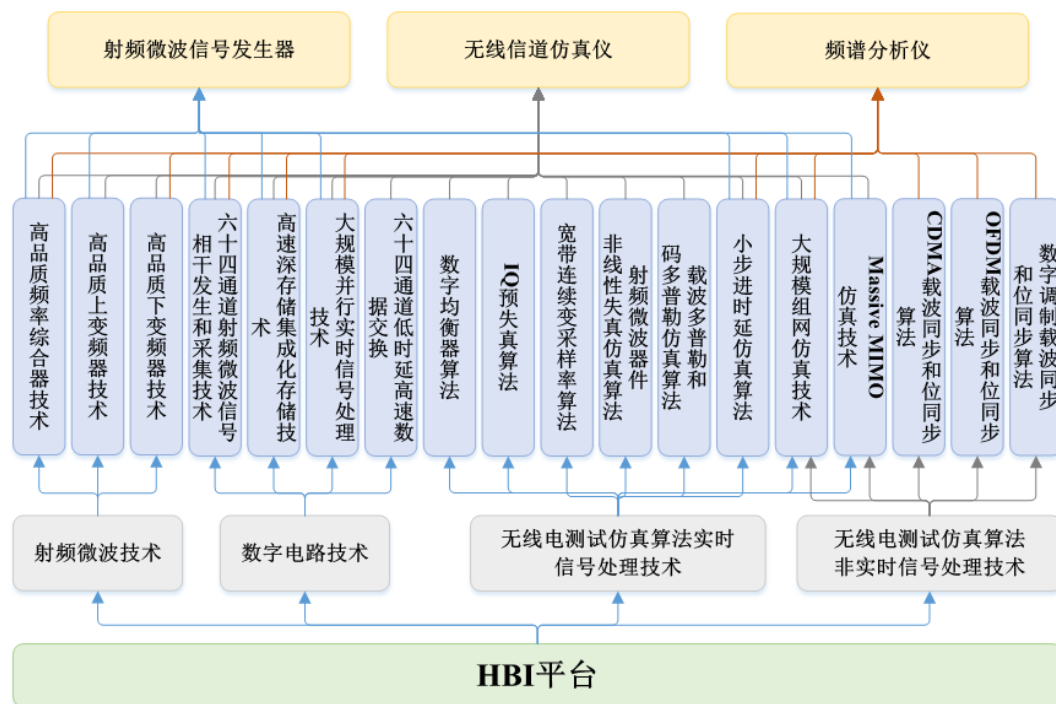 射频微波信号发生器
无线信道仿真仪
频谱分析仪
高品质频率综合器技术
高品质上变频器技术
高品质下变频器技术
六十四通道射频微波信号
相干发生和采集技术
高速深存储集成化存储技
术
大规模并行实时信号处理
技术
六十四通道低时延高速数
据交换
数字均衡器算法
IQ预失真算法
宽带连续变采样率算法
射频微波器件
非线性失真仿真算法
载波多普勒和
码多普勒仿真算法
小步进时延仿真算法
大规模组网仿真技术
Massive MIMO
仿真技术
CDMA载波同步和位同步
算法
OFDM载波同步和位同步
算法
数字调制载波同步
和位同步算法
射频微波技术
数字电路技术
无线电测试仿真算法实时
信号处理技术
无线电测试仿真算法
非实时信号处理技术
HBI平台